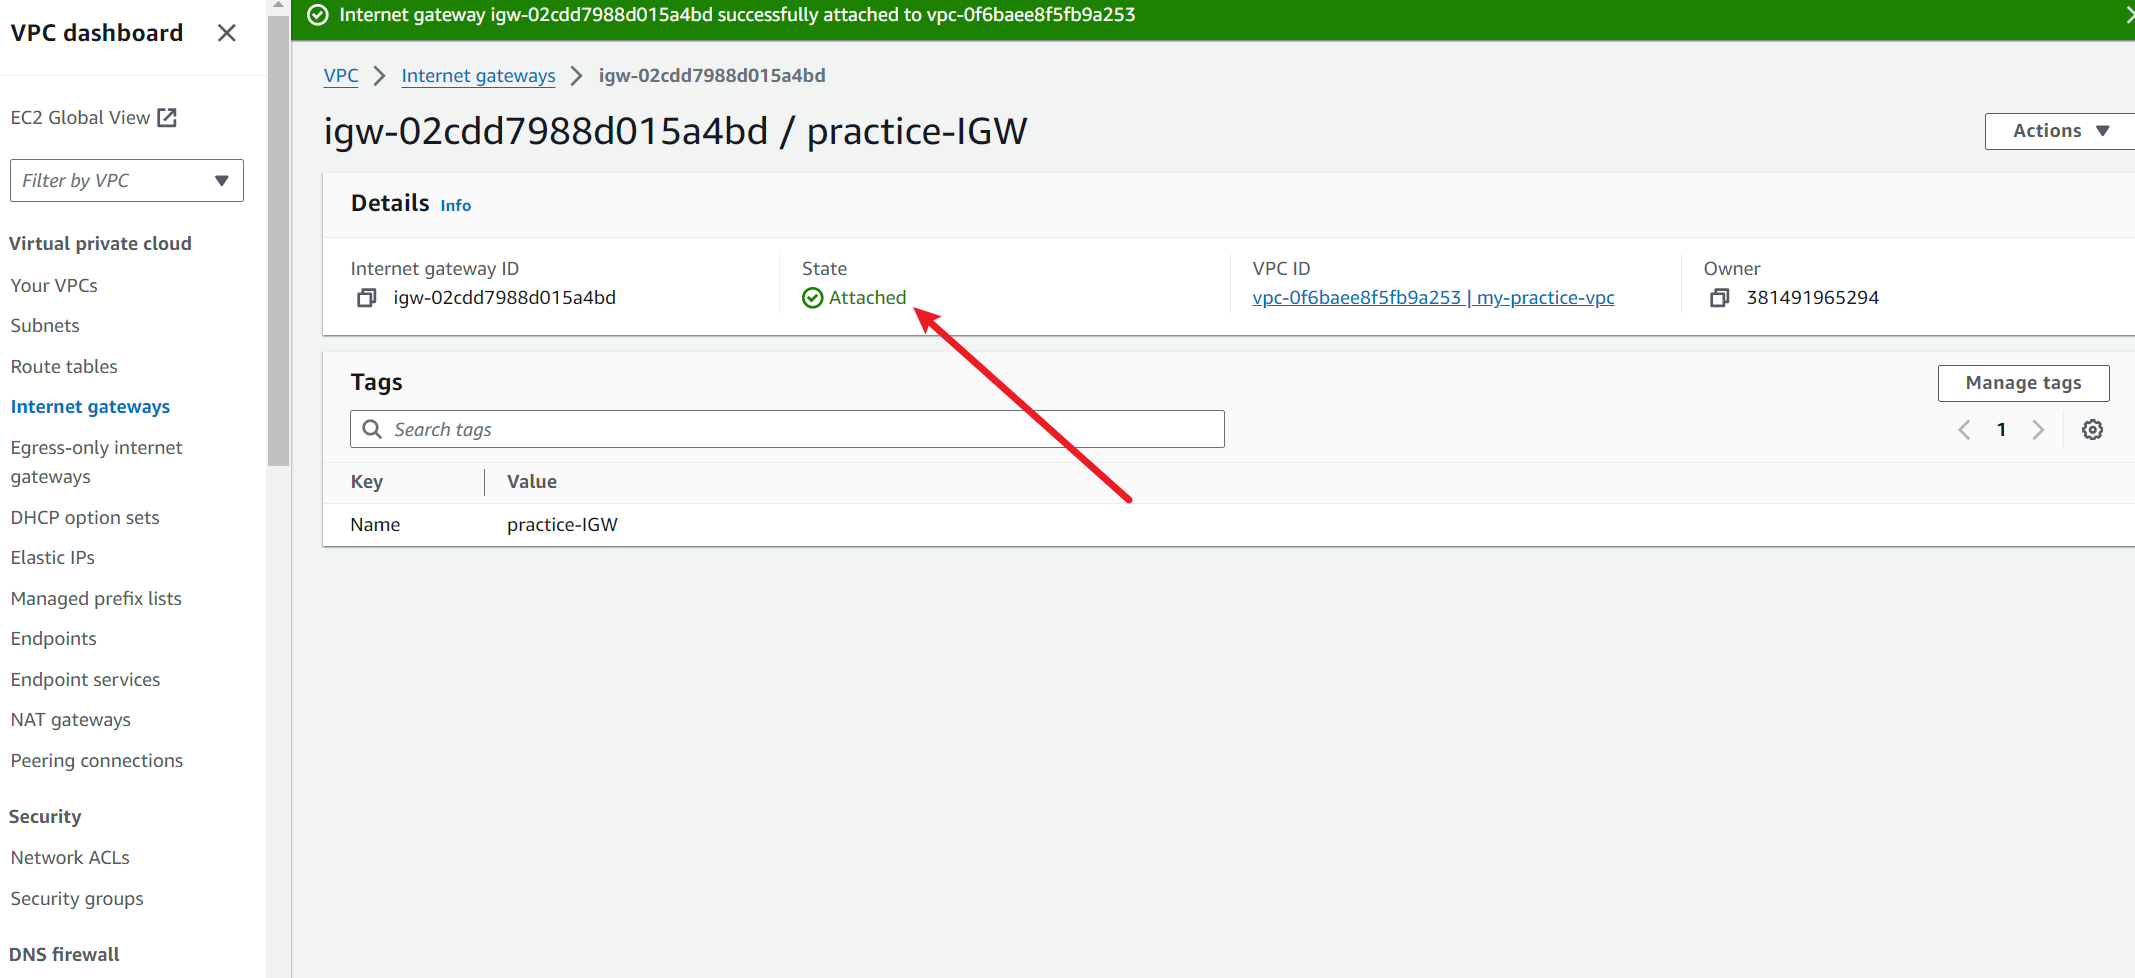 Internet gateway igw-02cdd7988d015a4bd successfully attached to vpc-0f6baee8f5fb9a253
VPC dashboard
EC2 Global View
Filter by VPC
Virtual private cloud
Your VPCs
Subnets
Route tables
Internet gateways
Egress-only internet
gateways
DHCP option sets
Elastic IPs
Managed prefix lists
Endpoints
Endpoint services
NAT gateways
Peering connections
Security
Network ACLs
Security groups
DNS firewall
VPC > Internet gateways > igw-02cdd7988d015a4bd
igw-02cdd7988d015a4bd / practice-IGW
Actions
Details Info
Internet gateway ID
igw-02cdd7988d015a4bd
State
Attached
VPC ID
vpc-0f6baee8f5fb9a253 | my-practice-vpc
Owner
381491965294
Tags
Manage tags
Search tags
1
Key Value
Name practice-IGW